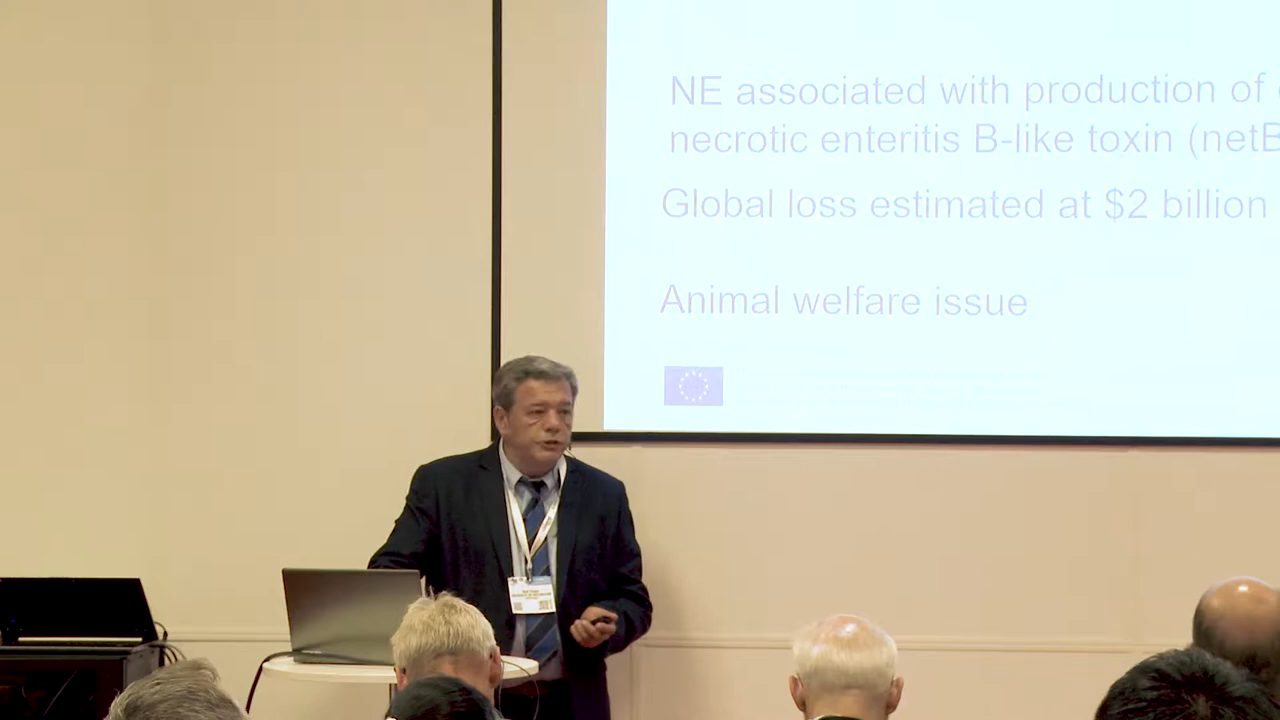 NE associated with production of
necrotic enteritis B-like toxin (netB
Global loss estimated at $2 billion
Animal welfare issue